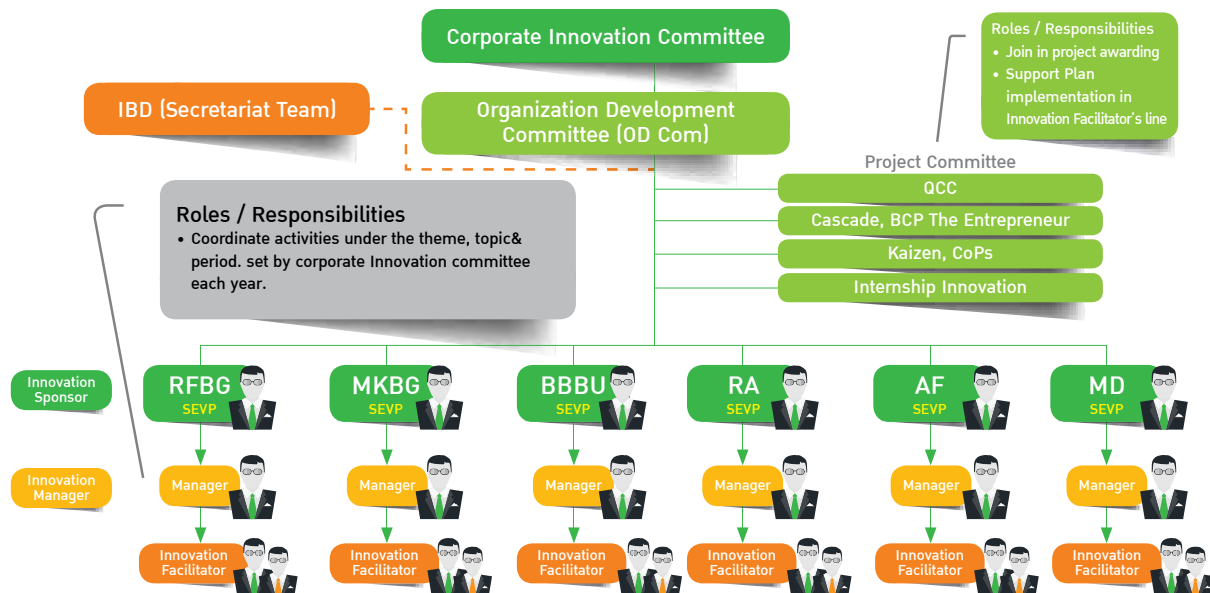 Corporate Innovation Committee
Roles / Responsibilities
• Join in project awarding
• Support Plan
implementation in
Innovation Facilitator's line
IBD (Secretariat Team)
Organization Development
Committee (OD Com)
Project Committee
QCC
Cascade, BCP The Entrepreneur
Kaizen, CoPs
Internship Innovation
Roles / Responsibilities
• Coordinate activities under the theme, topic&
period. set by corporate Innovation committee
each year.
Innovation
Sponsor
RFBG
SEVP
MKBG
SEVP
BBBU
SEVP
RA
SEVP
AF
SEVP
MD
SEVP
Innovation
Manager
Manager
Manager
Manager
Manager
Manager
Manager
Innovation
Facilitator
Innovation
Facilitator
Innovation
Facilitator
Innovation
Facilitator
Innovation
Facilitator
Innovation
Facilitator